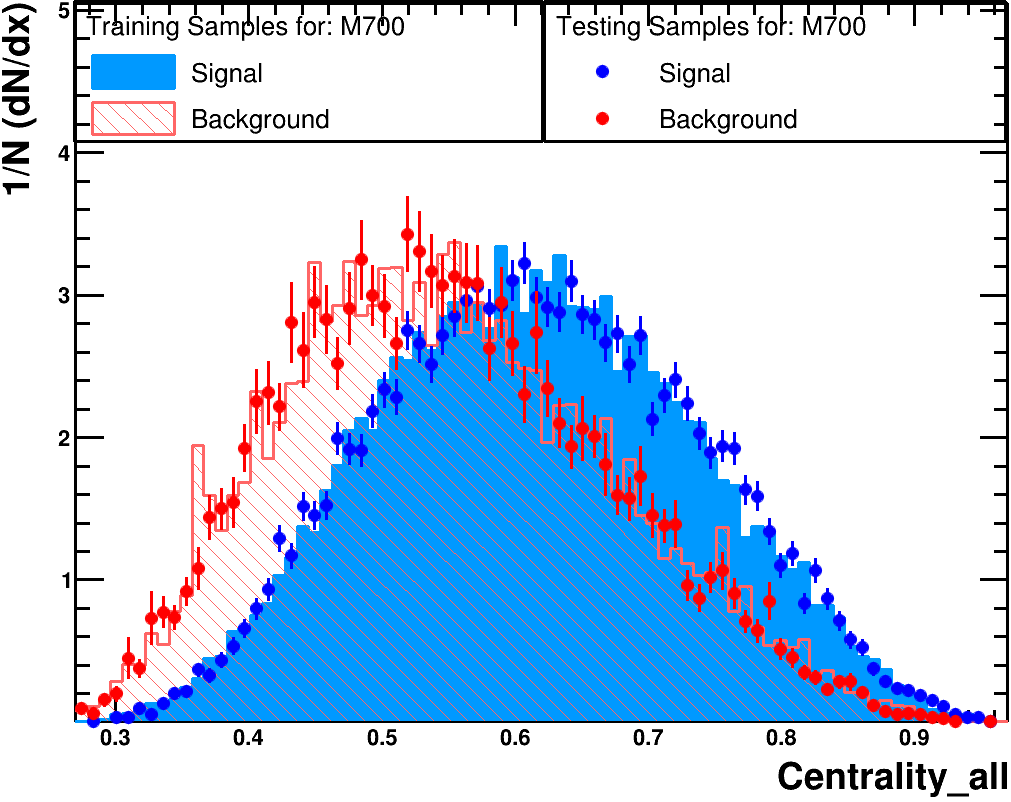 1/N (dN/dx)
5
Training Samples for: M700
Signal
Background
Testing Samples for: M700
Signal
Background
4
3
2
1
0.3 0.4 0.5 0.6 0.7 0.8 0.9
Centrality_all